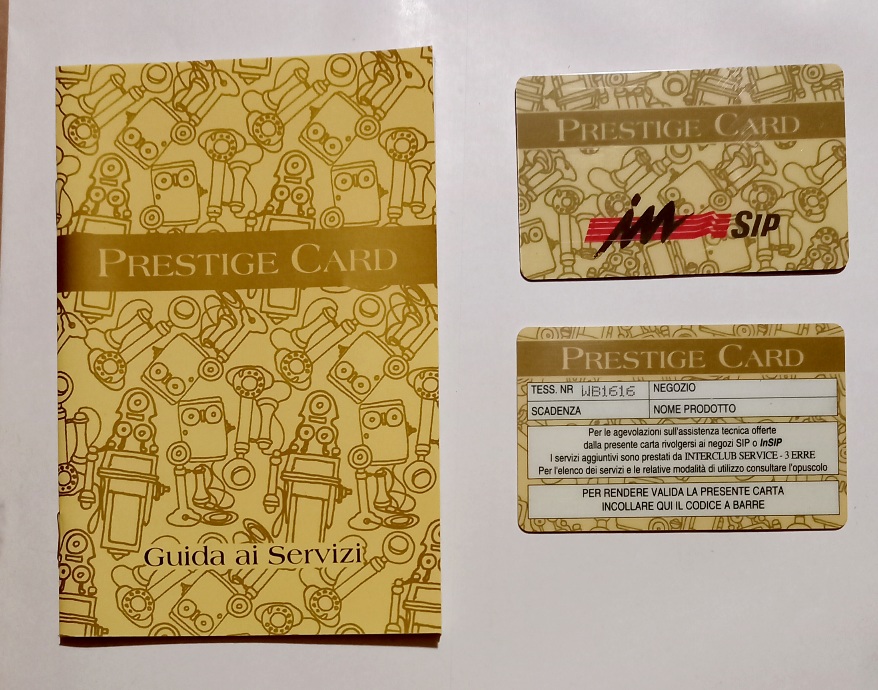 PRESTIGE CARD
Guida ai Servizi
PRESTIGE CARD
in SIP
PRESTIGE CARD
TESS. NR WB1616 NEGOZIO
SCADENZA NOME PRODOTTO
Per le agevolazioni sull'assistenza tecnica offerte
dalla presente carta rivolgersi ai negozi SIP o InSIP
I servizi aggiuntivi sono prestati da INTERCLUB SERVICE - 3 ERRE
Per l'elenco dei servizi e le relative modalità di utilizzo consultare l'opuscolo
PER RENDERE VALIDA LA PRESENTE CARTA
INCOLLARE QUI IL CODICE A BARRE